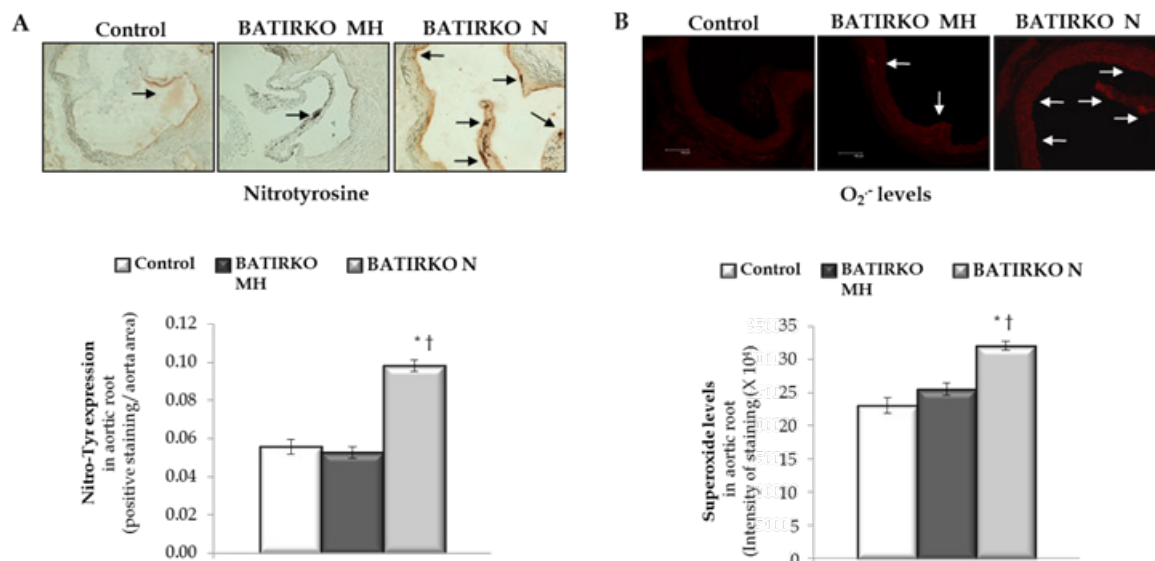 A
Control
BATIRKO MH
BATIRKO N
Nitrotyrosine
Control
BATIRKO
MH
BATIRKO N
Nitro-Tyr expression
in aortic root
(positive staining/ aorta area)
0.12
0.10
0.08
0.06
0.04
0.02
0.00
* †
B
Control
BATIRKO MH
BATIRKO N
O₂·⁻ levels
Control
BATIRKO
MH
BATIRKO N
Superoxide levels
in aortic root
(Intensity of staining (X 10⁴)
35
30
25
20
15
10
5
0
* †